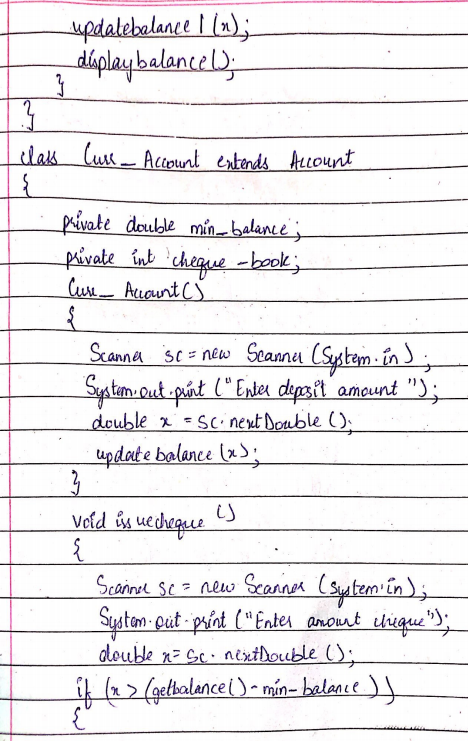 updatebalance1(x);
displaybalance();
}
}
class Curr_Account extends Account
{
private double min_balance;
private int cheque-book;
Curr_Account()
{
Scanner sc = new Scanner (System.in);
System.out.print ("Enter deposit amount ");
double x = sc.nextDouble ();
updatebalance (x);
}
void issuecheque ()
{
Scanner sc = new Scanner (System.in);
System.out.print ("Enter amount cheque");
double x = sc.nextDouble ();
if (x > (getbalance() - min-balance ))
{